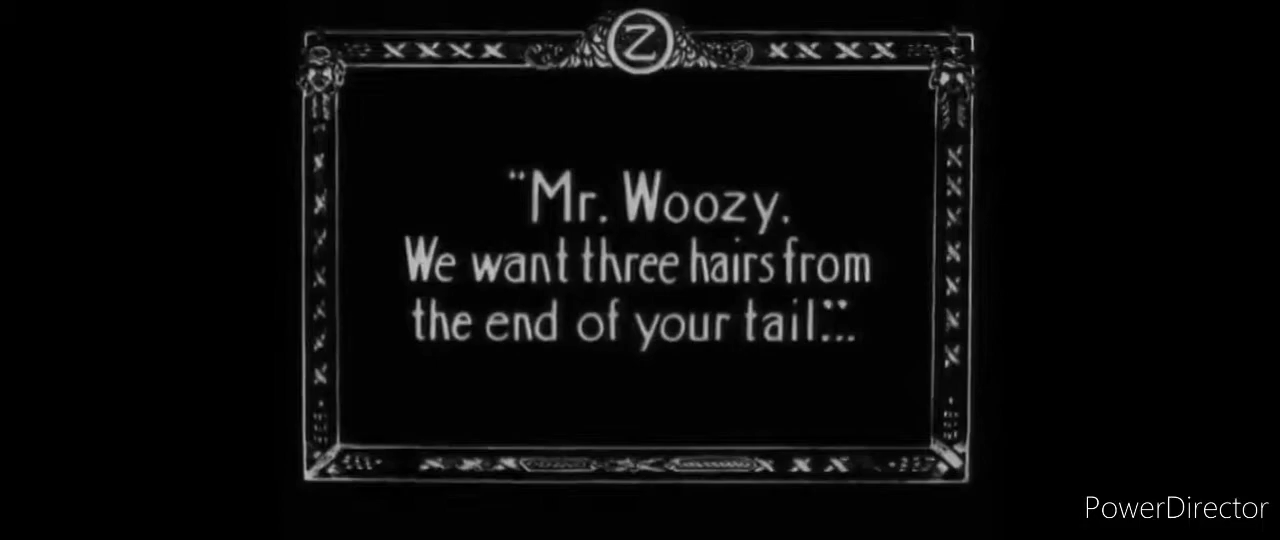 Z
"Mr. Woozy.
We want three hairs from
the end of your tail."...
PowerDirector